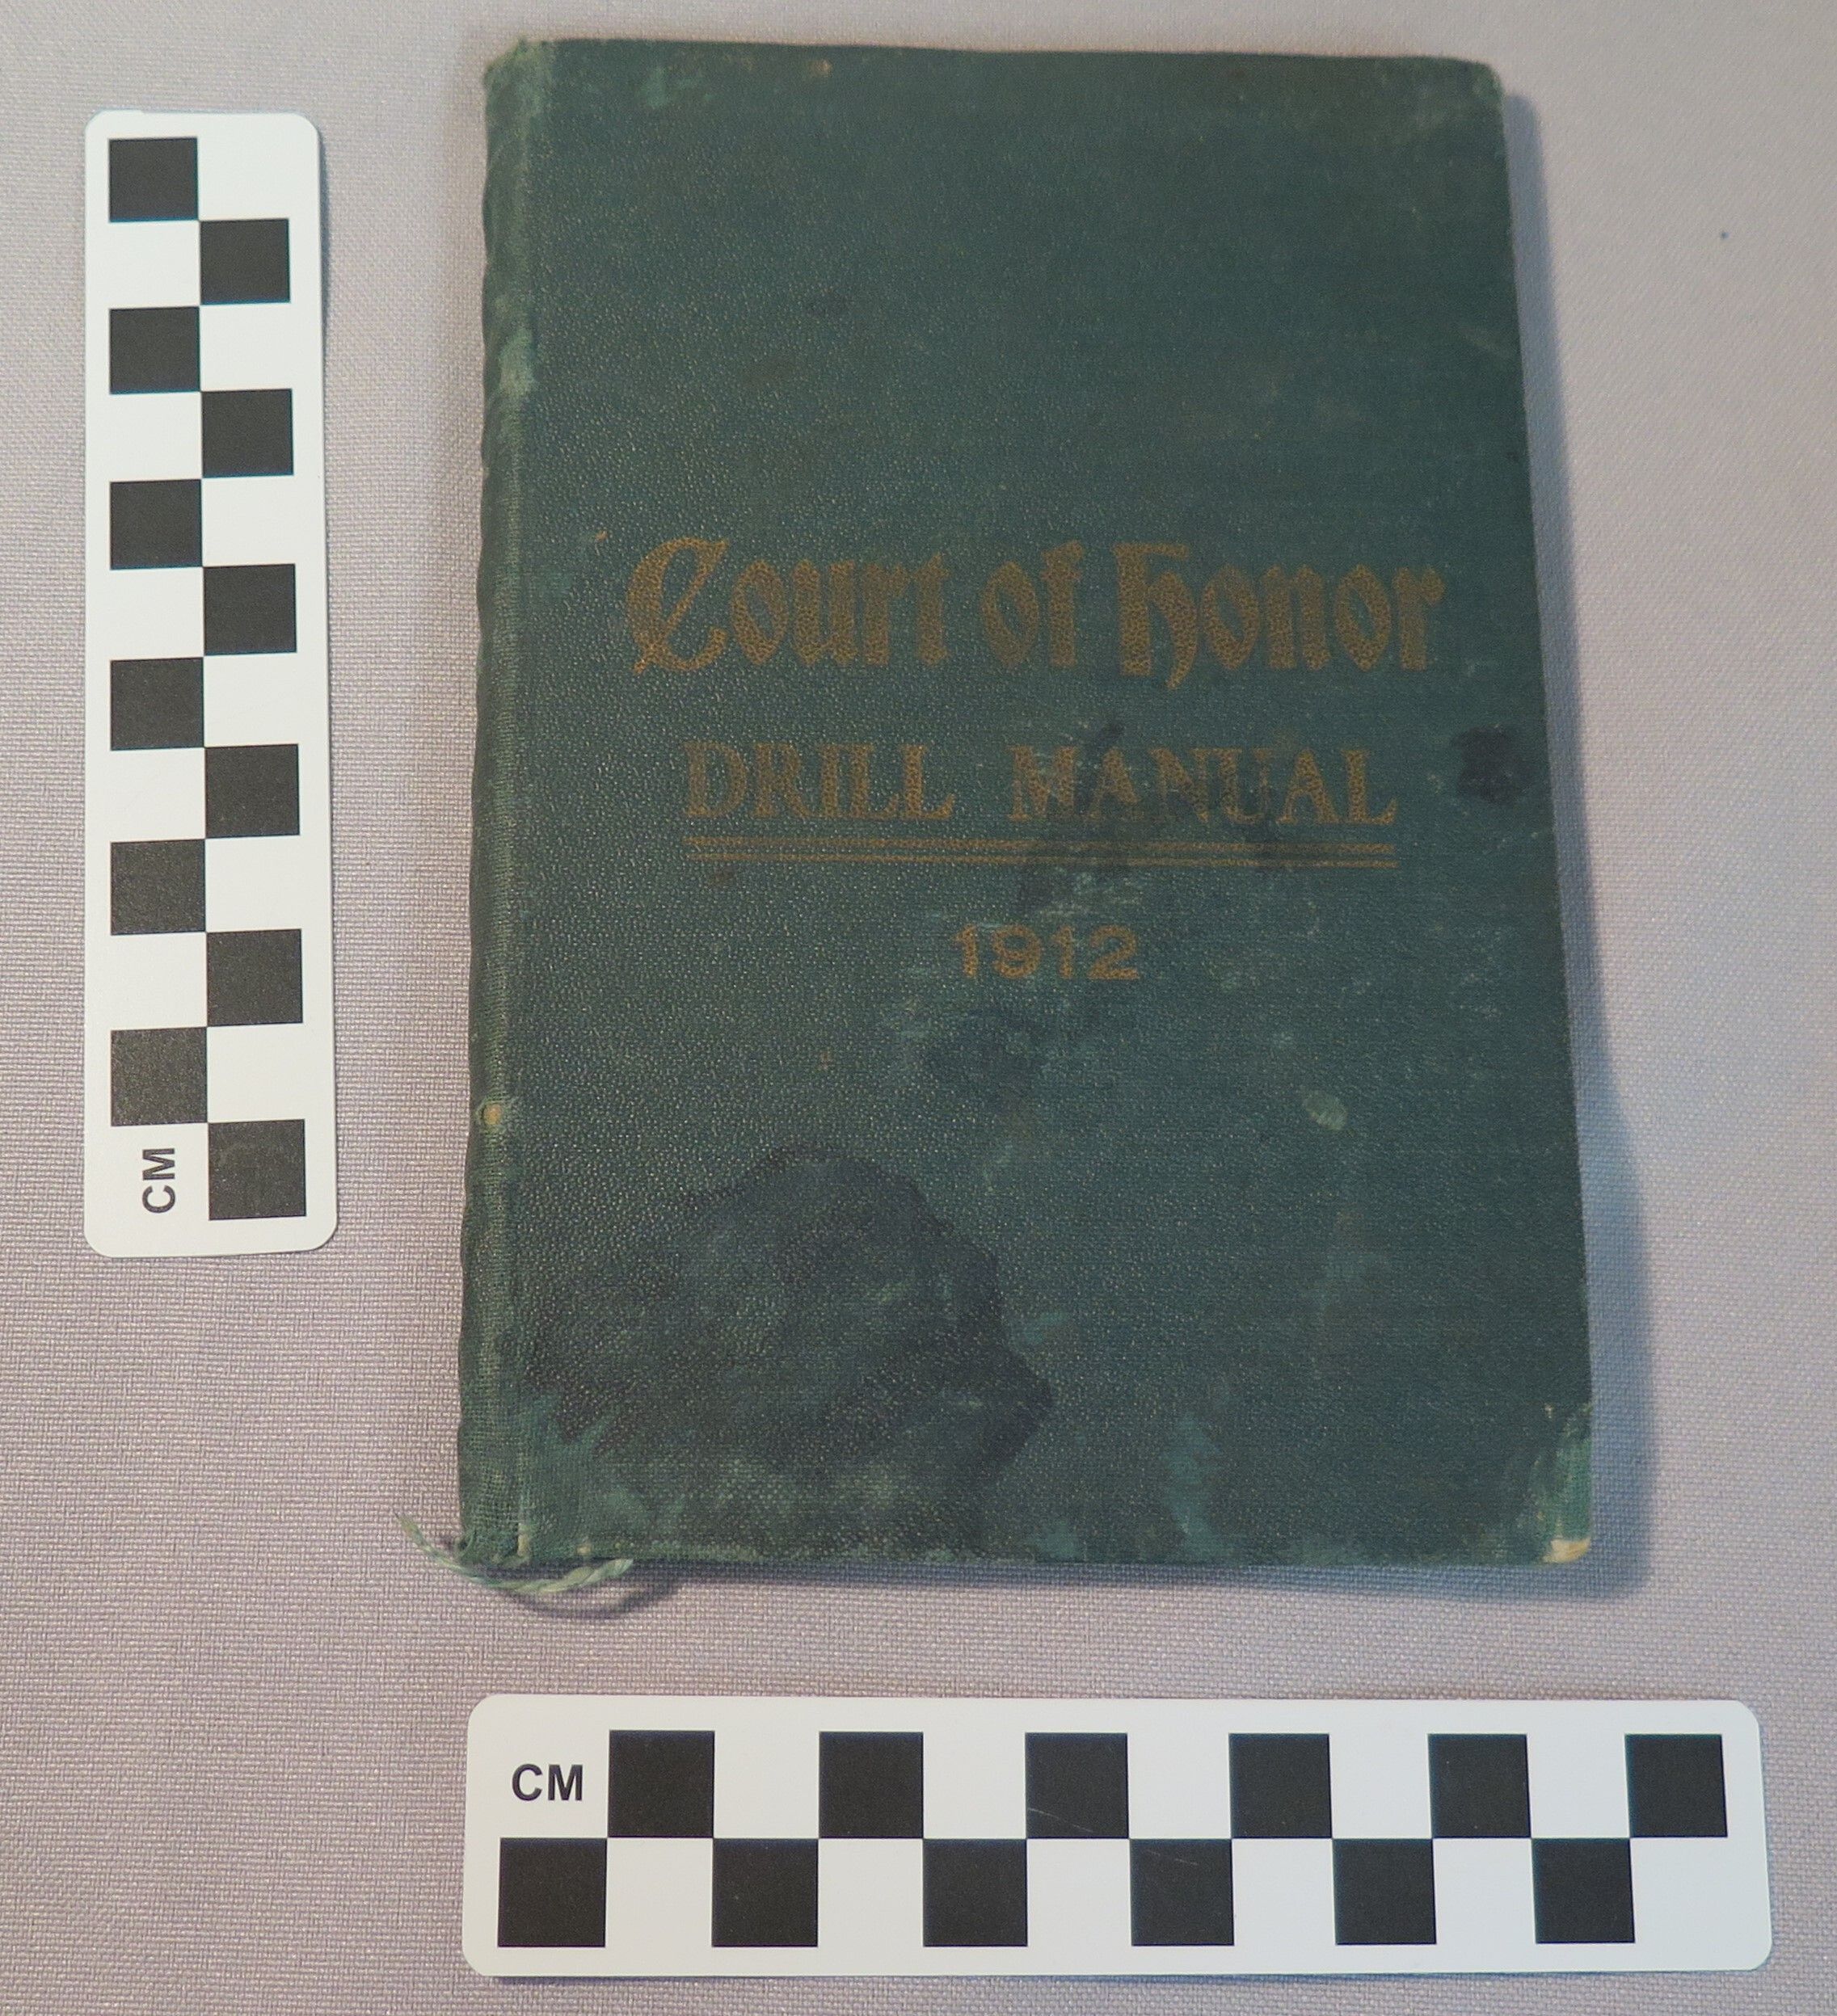 Court of Honor
DRILL MANUAL
1912
CM
CM